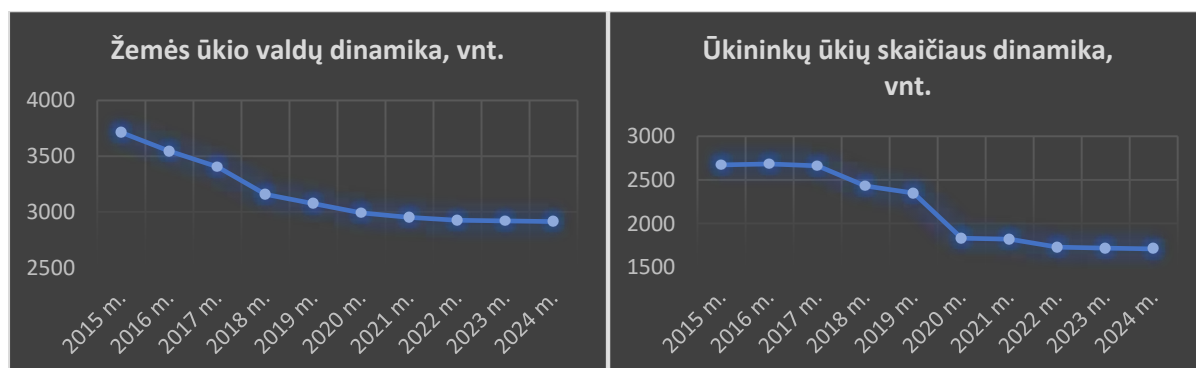 Žemės ūkio valdų dinamika, vnt.
4000
3500
3000
2500
2015 m.
2016 m.
2017 m.
2018 m.
2019 m.
2020 m.
2021 m.
2022 m.
2023 m.
2024 m.
Ūkininkų ūkių skaičiaus dinamika,
vnt.
3000
2500
2000
1500
2015 m.
2016 m.
2017 m.
2018 m.
2019 m.
2020 m.
2021 m.
2022 m.
2023 m.
2024 m.